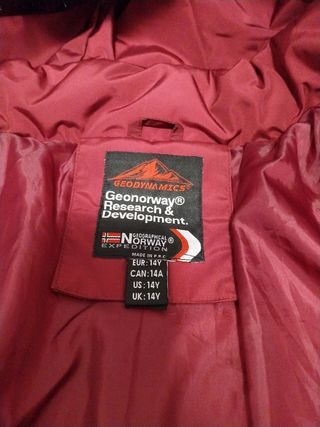 GEODYNAMICS®
Geonorway®
Research &
Development.
GEOGRAPHICAL
NORWAY®
EXPEDITION
MADE IN P.R.C
EUR: 14Y
CAN: 14A
US: 14Y
UK: 14Y